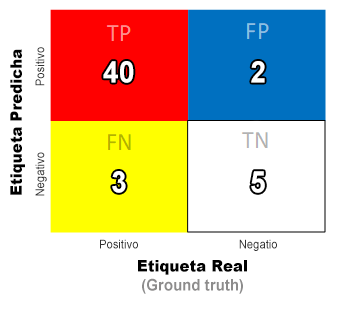 TP
FP
40
2
FN
TN
3
5
Etiqueta Predicha
Positivo
Negativo
Positivo
Negatio
Etiqueta Real
(Ground truth)